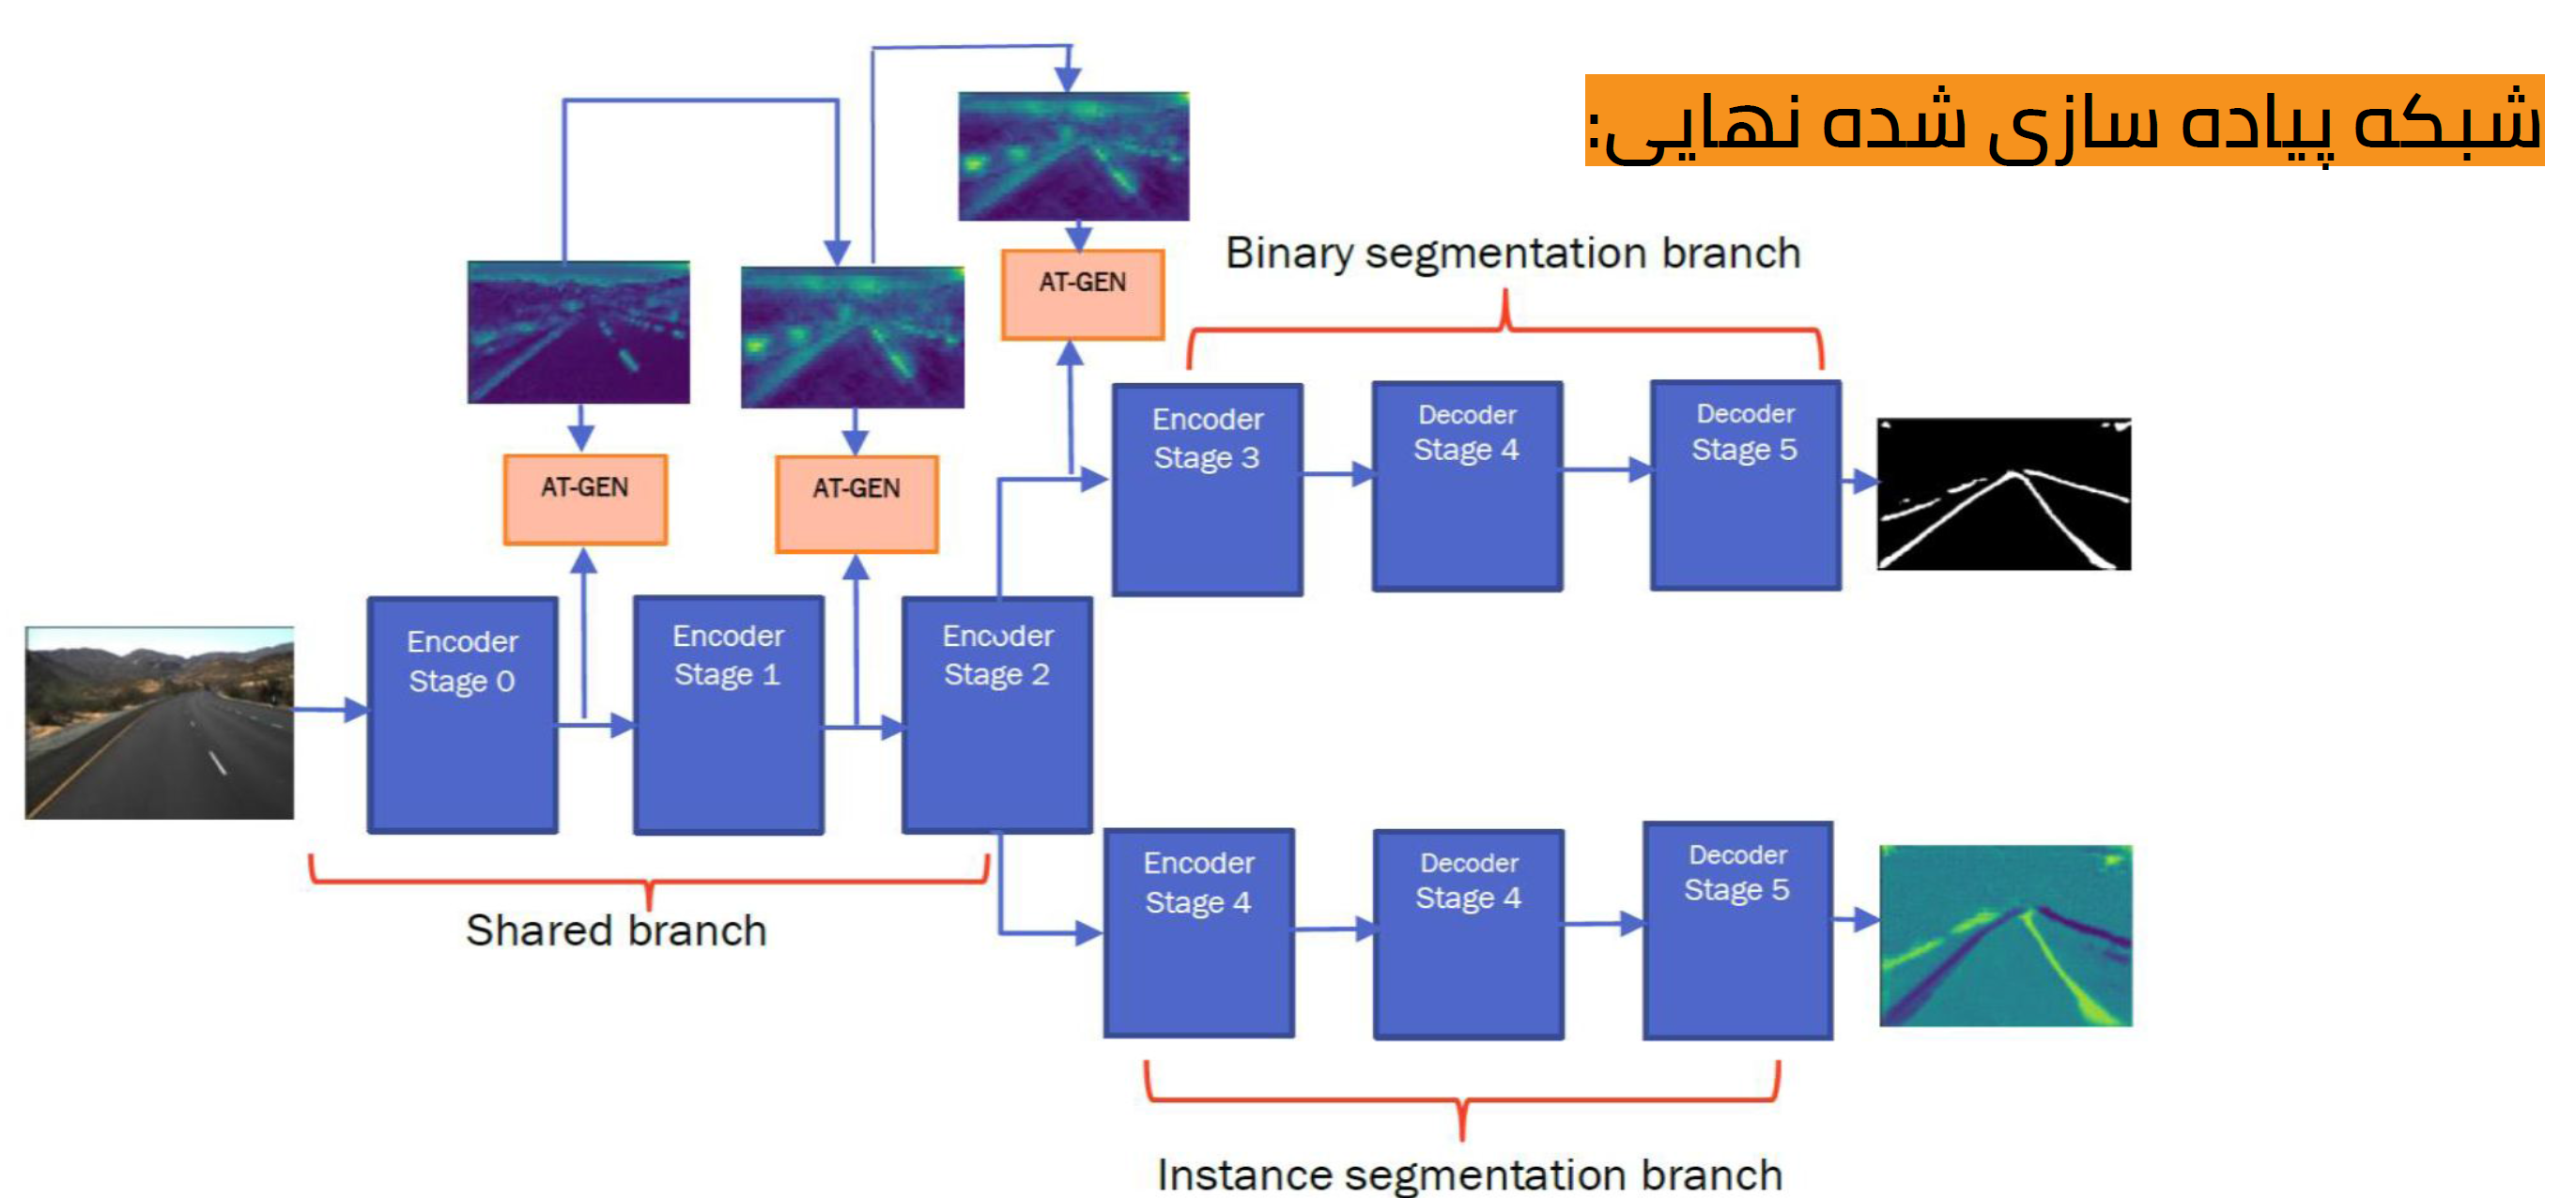 شبکه پیاده سازی شده نهایی:
AT-GEN
Binary segmentation branch
AT-GEN
AT-GEN
Encoder
Stage 3
Decoder
Stage 4
Decoder
Stage 5
Encoder
Stage 0
Encoder
Stage 1
Encoder
Stage 2
Shared branch
Encoder
Stage 4
Decoder
Stage 4
Decoder
Stage 5
Instance segmentation branch